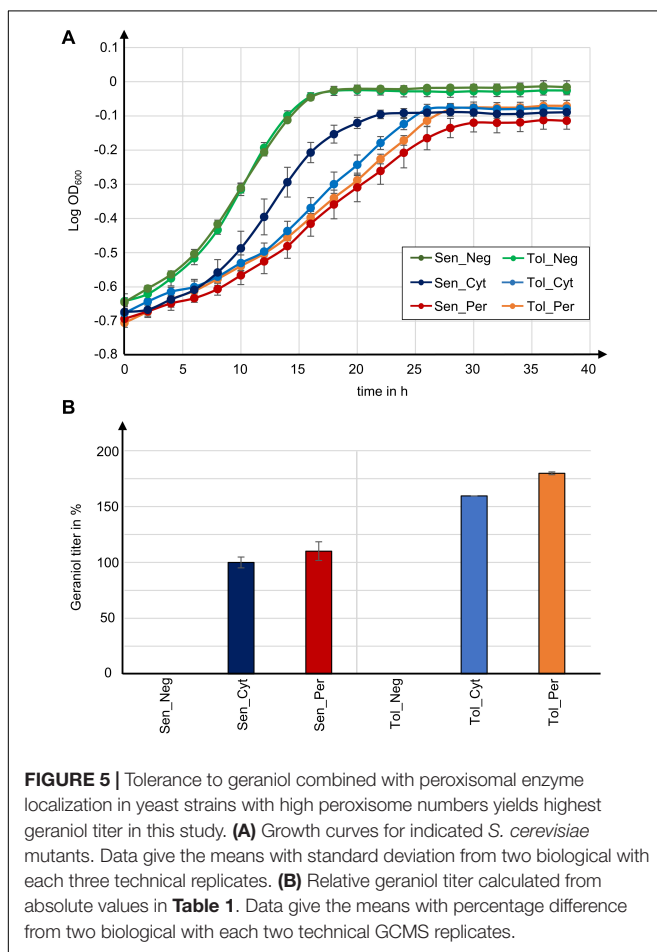 A
0.1
0
-0.1
-0.2
-0.3
-0.4
-0.5
-0.6
-0.7
-0.8
Log OD600
Sen_Neg Tol_Neg
Sen_Cyt Tol_Cyt
Sen_Per Tol_Per
0 5 10 15 20 25 30 35 40
time in h
B
200
150
100
50
0
Geraniol titer in %
Sen_Neg
Sen_Cyt
Sen_Per
Tol_Neg
Tol_Cyt
Tol_Per
FIGURE 5 | Tolerance to geraniol combined with peroxisomal enzyme
localization in yeast strains with high peroxisome numbers yields highest
geraniol titer in this study. (A) Growth curves for indicated S. cerevisiae
mutants. Data give the means with standard deviation from two biological with
each three technical replicates. (B) Relative geraniol titer calculated from
absolute values in Table 1. Data give the means with percentage difference
from two biological with each two technical GCMS replicates.